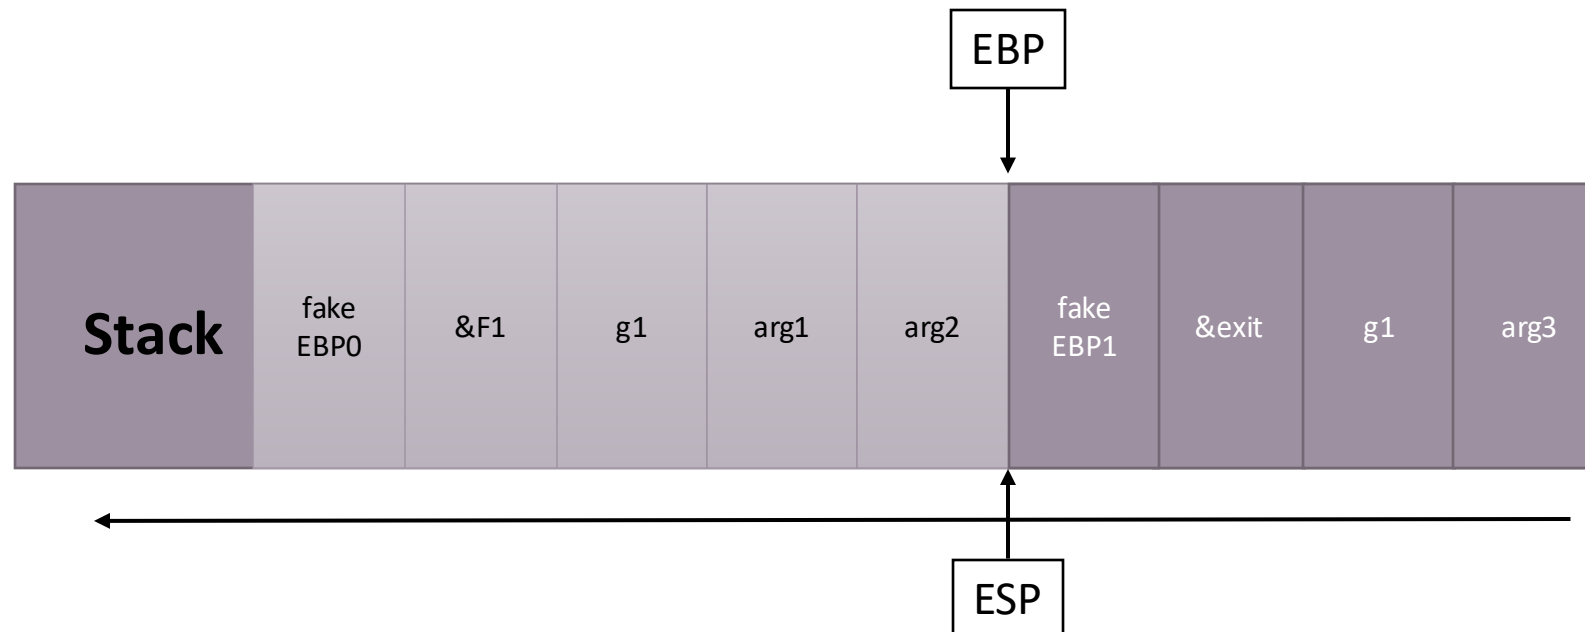 EBP
Stack
fake
EBP0
&F1
g1
arg1
arg2
fake
EBP1
&exit
g1
arg3
ESP